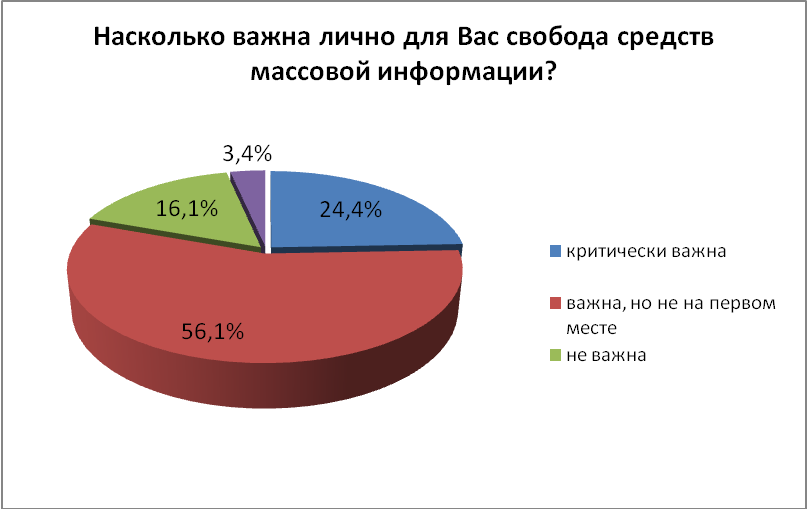 Насколько важна лично для Вас свобода средств
массовой информации?
3,4%
16,1%
24,4%
56,1%
критически важна
важна, но не на первом
месте
не важна